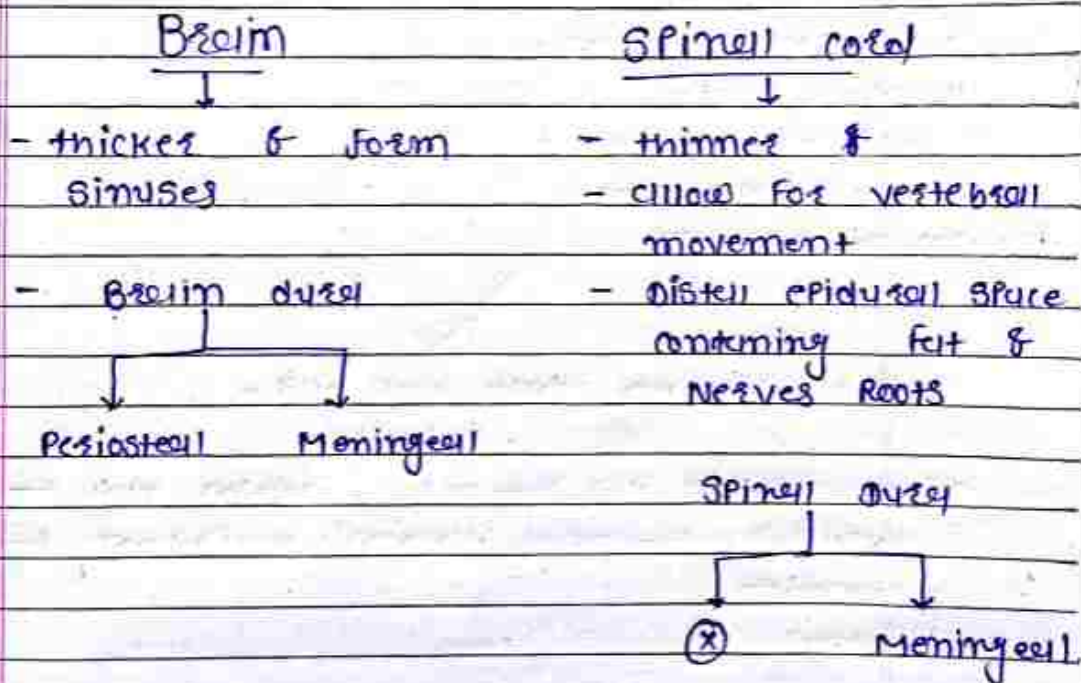 Brain
- thicker & form
sinuses
- Brain dura
Periosteal Meningeal
Spinal cord
- thinner &
- allow For vertebral
movement
- Distal epidural space
containing fat &
Nerves Roots
Spinal Dura
ⓧ Meningeal